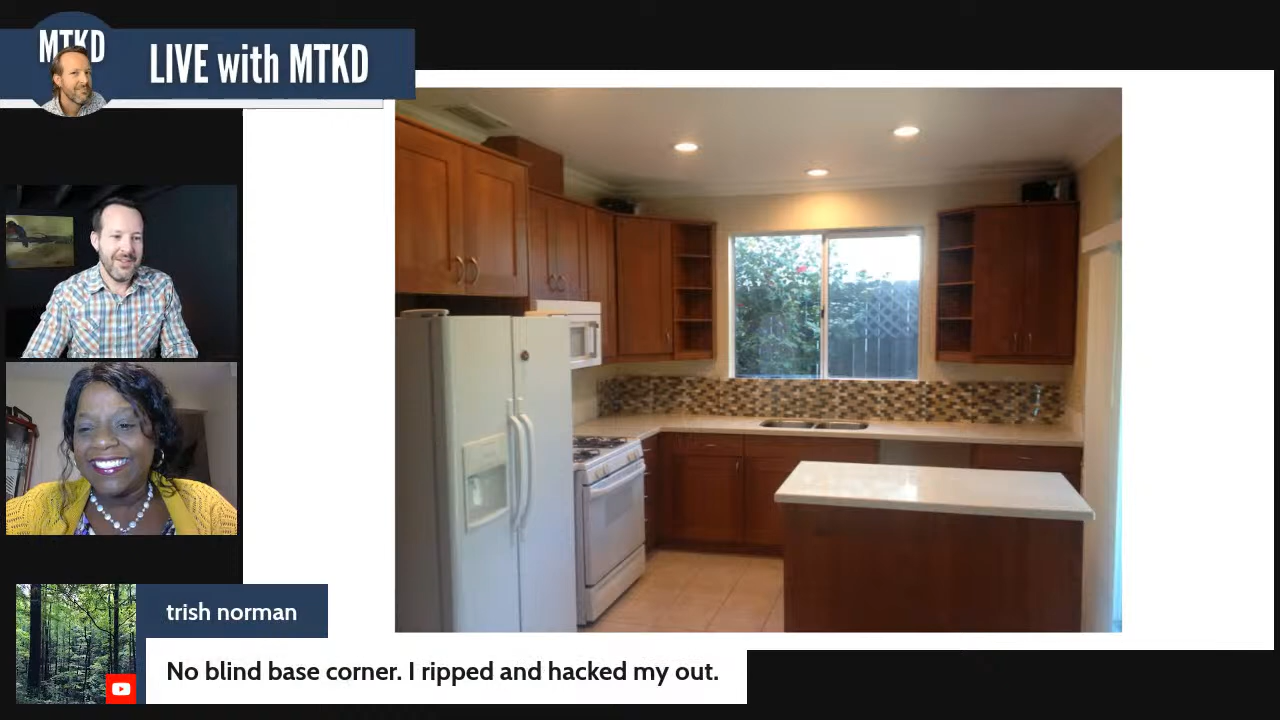 MTKD
LIVE with MTKD
trish norman
No blind base corner. I ripped and hacked my out.